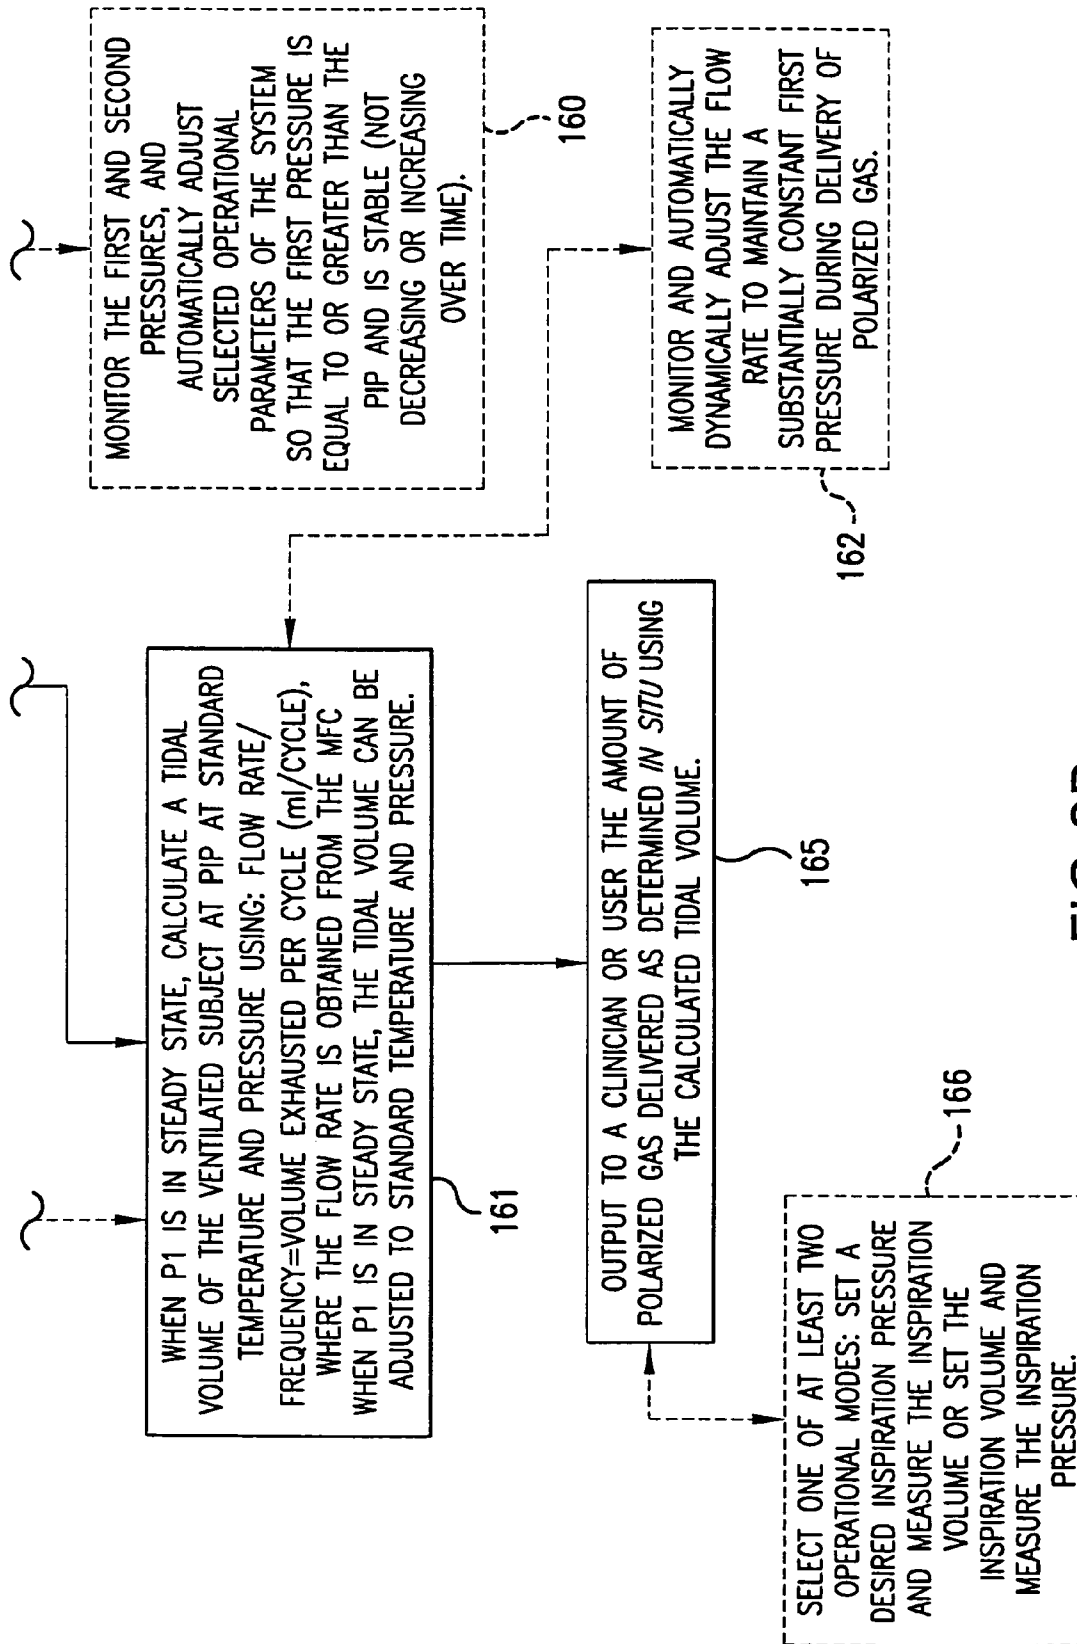 MONITOR THE FIRST AND SECOND
PRESSURES, AND
AUTOMATICALLY ADJUST
SELECTED OPERATIONAL
PARAMETERS OF THE SYSTEM
SO THAT THE FIRST PRESSURE IS
EQUAL TO OR GREATER THAN THE
PIP AND IS STABLE (NOT
DECREASING OR INCREASING
OVER TIME).
160
WHEN P1 IS IN STEADY STATE, CALCULATE A TIDAL
VOLUME OF THE VENTILATED SUBJECT AT PIP AT STANDARD
TEMPERATURE AND PRESSURE USING: FLOW RATE/
FREQUENCY=VOLUME EXHAUSTED PER CYCLE (ml/CYCLE),
WHERE THE FLOW RATE IS OBTAINED FROM THE MFC
WHEN P1 IS IN STEADY STATE, THE TIDAL VOLUME CAN BE
ADJUSTED TO STANDARD TEMPERATURE AND PRESSURE.
161
MONITOR AND AUTOMATICALLY
DYNAMICALLY ADJUST THE FLOW
RATE TO MAINTAIN A
SUBSTANTIALLY CONSTANT FIRST
PRESSURE DURING DELIVERY OF
POLARIZED GAS.
162
OUTPUT TO A CLINICIAN OR USER THE AMOUNT OF
POLARIZED GAS DELIVERED AS DETERMINED IN SITU USING
THE CALCULATED TIDAL VOLUME.
165
SELECT ONE OF AT LEAST TWO
OPERATIONAL MODES: SET A
DESIRED INSPIRATION PRESSURE
AND MEASURE THE INSPIRATION
VOLUME OR SET THE
INSPIRATION VOLUME AND
MEASURE THE INSPIRATION
PRESSURE.
166